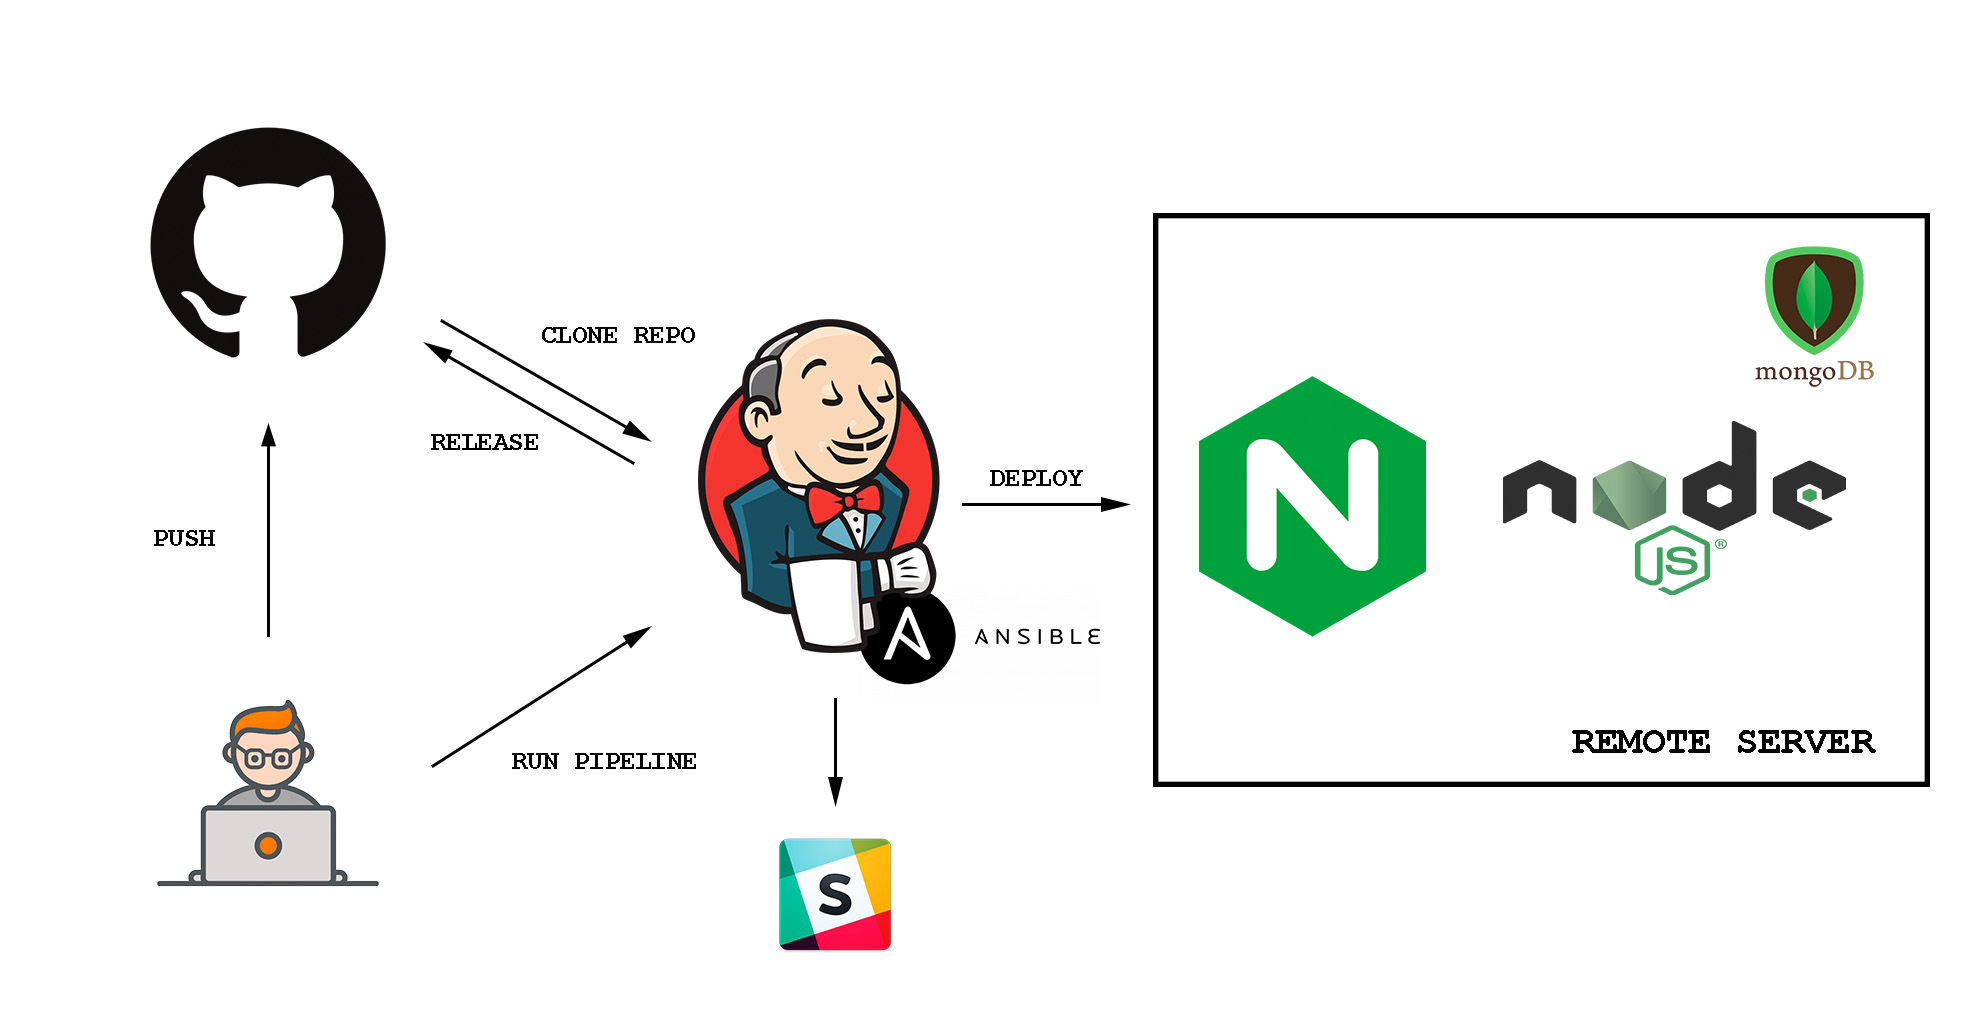 CLONE REPO
RELEASE
PUSH
RUN PIPELINE
DEPLOY
A ANSIBLE
S
mongoDB
N
node
JS ®
REMOTE SERVER